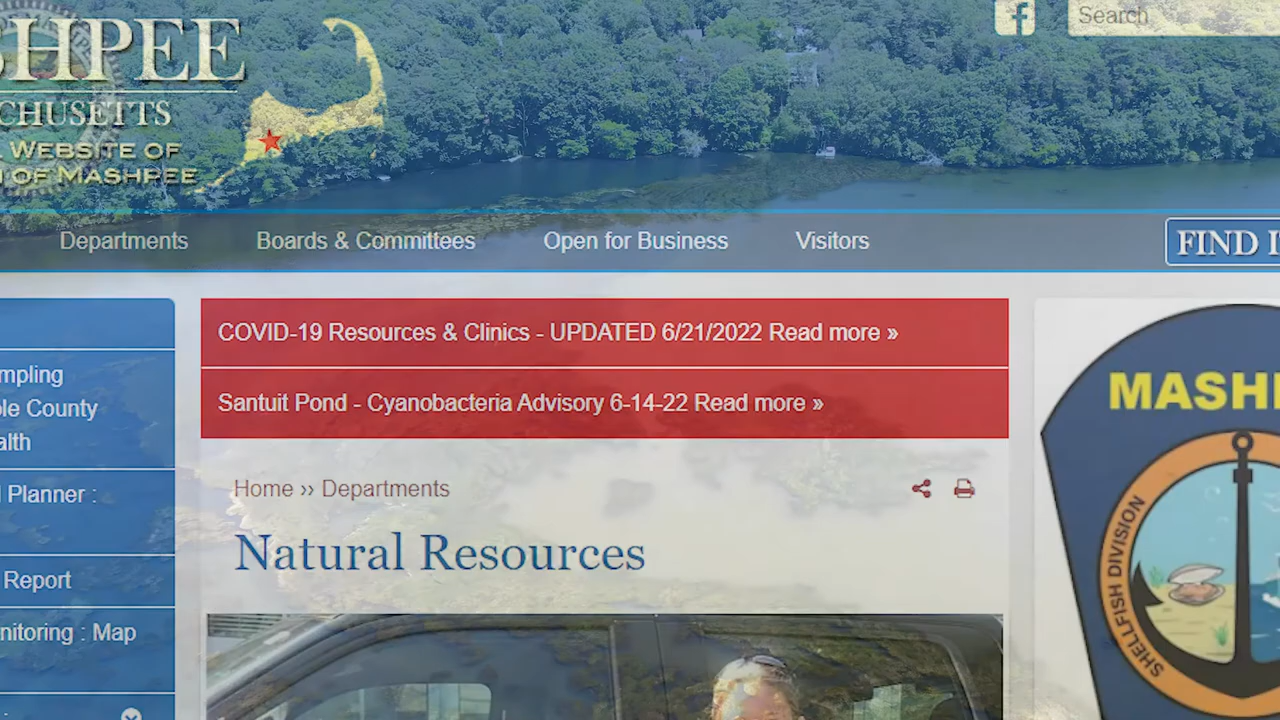 SHPEE
CHUSETTS
WEBSITE OF
OF MASHPEE
Search
Departments
Boards & Committees
Open for Business
Visitors
FIND
COVID-19 Resources & Clinics - UPDATED 6/21/2022 Read more »
Santuit Pond - Cyanobacteria Advisory 6-14-22 Read more »
mpling
le County
alth
Planner :
Report
nitoring : Map
Home ›› Departments
Natural Resources
MASH
SHELLFISH DIVISION